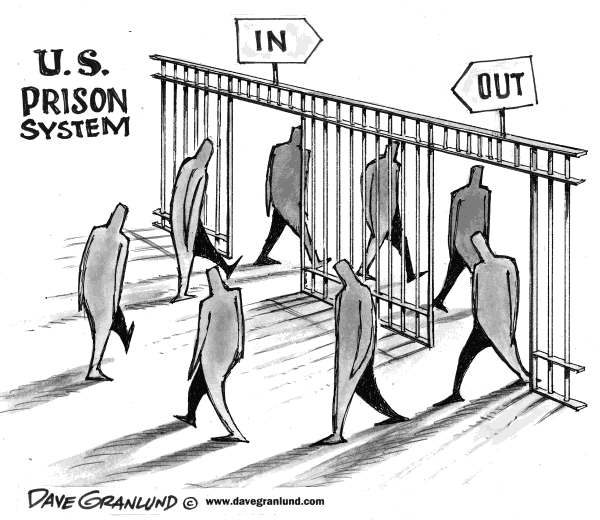 U.S.
PRISON
SYSTEM
IN
OUT
DAVE GRANLUND © www.davegranlund.com